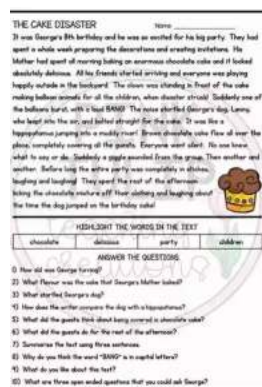 THE CAKE DISASTER Name
It was George's 8th birthday and he was so excited for his big party. They had
spent a whole week preparing the decorations and creating invitations. His
Mother had spent all morning baking an enormous chocolate cake and it looked
absolutely delicious. All his friends started arriving and everyone was playing
happily outside in the backyard. The clown was standing in front of the cake
making balloon animals for all the children, when disaster struck! Suddenly one of
the balloons burst, with a loud BANG! The noise startled George's dog, Lenny,
who leapt into the air, and bolted straight for the cake. It was like a
hippopotamus jumping into a muddy river! Brown chocolate cake flew all over the
place, completely covering all the guests. Everyone went silent. No one knew
what to say or do. Suddenly a giggle sounded from the group. Then another and
another. Before long the entire party was completely in stitches,
laughing and laughing! They spent the rest of the afternoon
licking the chocolate mixture off their clothing and laughing about
the time the dog jumped on the birthday cake!
HIGHLIGHT THE WORDS IN THE TEXT
chocolate delicious party children
ANSWER THE QUESTIONS
1) How old was George turning?
2) What flavour was the cake that George's Mother baked?
3) What startled George's dog?
4) How does the writer compare the dog with a hippopotamus?
5) What did the guests think about being covered in chocolate cake?
6) What did the guests do for the rest of the afternoon?
7) Summarise the text using three sentences.
8) Why do you think the word "BANG" is in capital letters?
9) What do you like about the text?
10) What are three open ended questions that you could ask George?